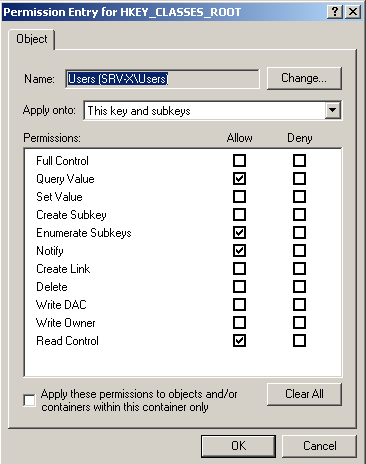 Permission Entry for HKEY_CLASSES_ROOT
Object
Name: Users (SRV-X\Users) Change...
Apply onto: This key and subkeys
Permissions: Allow Deny
Full Control
Query Value
Set Value
Create Subkey
Enumerate Subkeys
Notify
Create Link
Delete
Write DAC
Write Owner
Read Control
Apply these permissions to objects and/or
containers within this container only
Clear All
OK Cancel